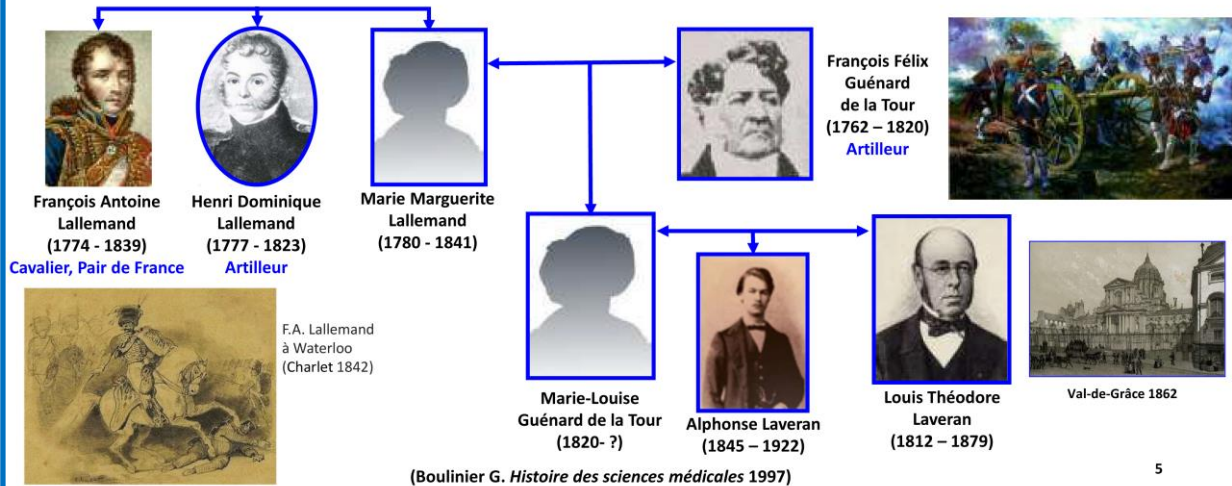 François Antoine
Lallemand
(1774 - 1839)
Cavalier, Pair de France
Henri Dominique
Lallemand
(1777 - 1823)
Artilleur
Marie Marguerite
Lallemand
(1780 - 1841)
François Félix
Guénard
de la Tour
(1762 – 1820)
Artilleur
F.A. Lallemand
à Waterloo
(Charlet 1842)
Marie-Louise
Guénard de la Tour
(1820- ?)
Alphonse Laveran
(1845 – 1922)
Louis Théodore
Laveran
(1812 – 1879)
Val-de-Grâce 1862
(Boulinier G. Histoire des sciences médicales 1997)
5